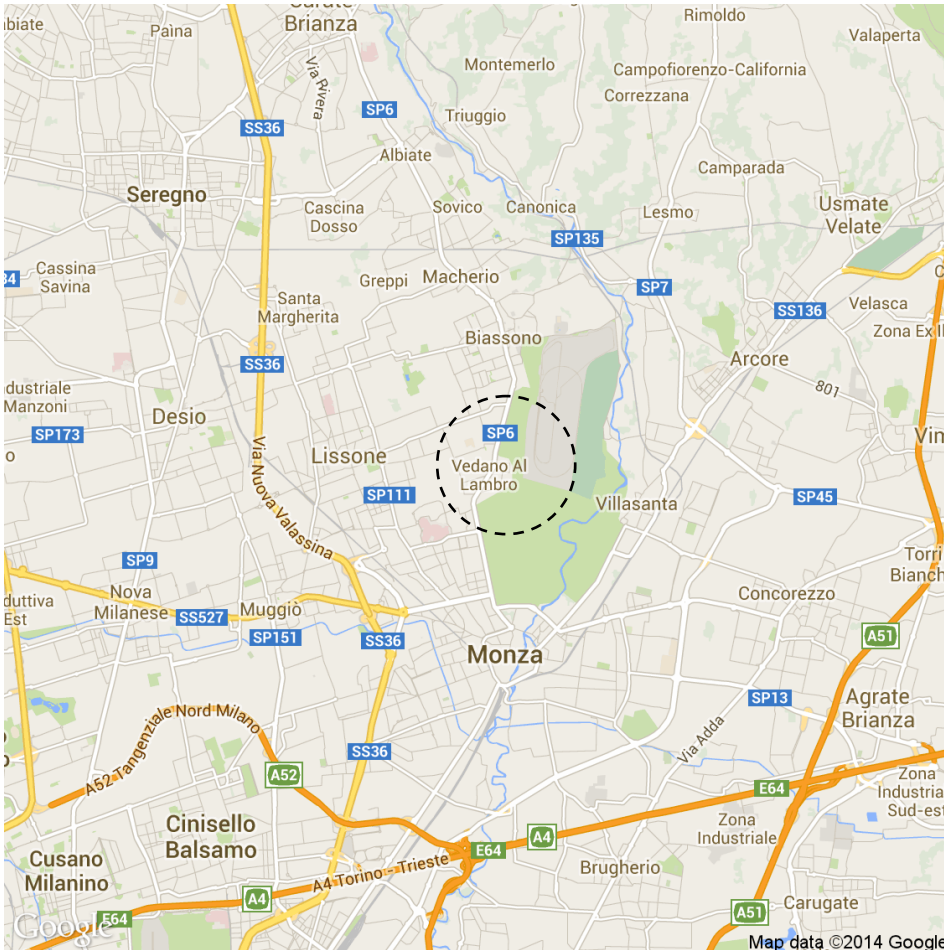 Carate
Brianza
Rimoldo
Paina
Valaperta
Via Rivera
Montemerlo
Campofiorenzo-California
Correzzana
SP6
Triuggio
SS36
Albiate
Camparada
Seregno
Cascina
Dosso
Sovico
Canonica
Lesmo
Usmate
Velate
SP135
Cassina
Savina
Greppi
Macherio
SP7
Santa
Margherita
Velasca
SS136
Biassono
SS36
Arcore
801
Manzoni
Desio
SP173
SP6
Lissone
Vedano Al
Lambro
Via Nuova Valassina
SP111
Villasanta
SP45
SP9
Torri
Bianch
Nova
Milanese
Est
Concorezzo
SS527
Muggiò
SP151
SS36
A51
Monza
SP13
Agrate
Brianza
A52 Tangenziale Nord Milano
SS36
Via Adda
A52
E64
Zona
Industria
Sud-est
Zona
Industriale
Cinisello
Balsamo
A4
E64
Cusano
Milanino
A4 Torino - Trieste
Brugherio
A4
Carugate
A51
E64
Google
Map data ©2014 Google